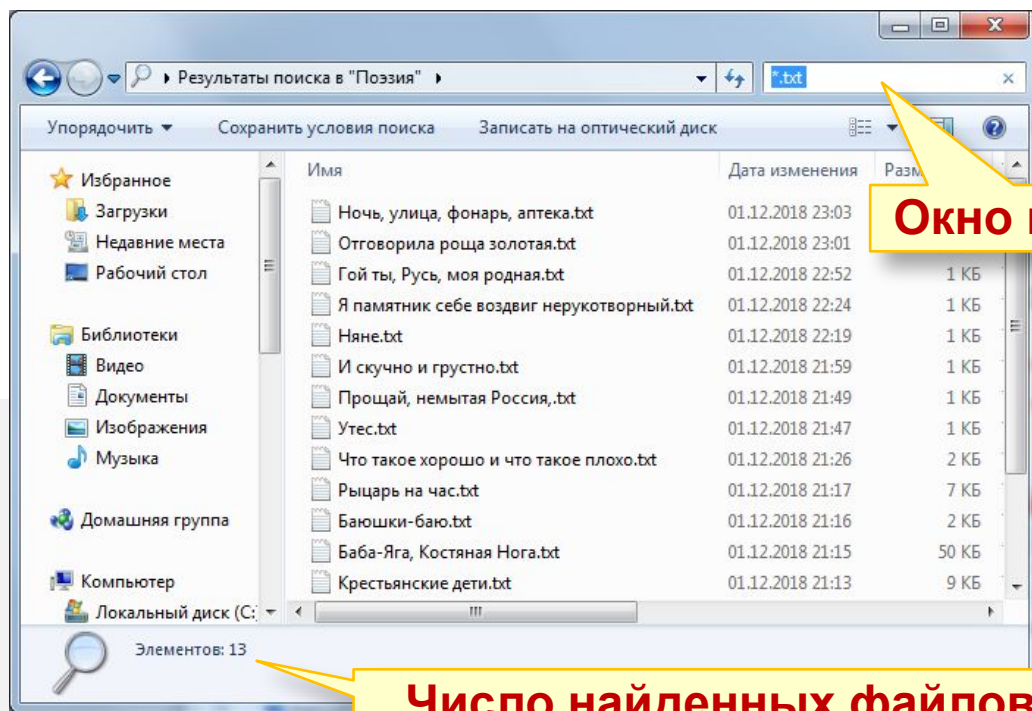 Результаты поиска в "Поэзия"
*.txt
Упорядочить
Сохранить условия поиска
Записать на оптический диск
Имя
Дата изменения
Избранное
Загрузки
Недавние места
Рабочий стол
Библиотеки
Видео
Документы
Изображения
Музыка
Домашняя группа
Компьютер
Локальный диск (C:)
Ночь, улица, фонарь, аптека.txt 01.12.2018 23:03
Отговорила роща золотая.txt 01.12.2018 23:01
Гой ты, Русь, моя родная.txt 01.12.2018 22:52 1 КБ
Я памятник себе воздвиг нерукотворный.txt 01.12.2018 22:24 1 КБ
Няне.txt 01.12.2018 22:19 1 КБ
И скучно и грустно.txt 01.12.2018 21:59 1 КБ
Прощай, немытая Россия,.txt 01.12.2018 21:49 1 КБ
Утес.txt 01.12.2018 21:47 1 КБ
Что такое хорошо и что такое плохо.txt 01.12.2018 21:26 2 КБ
Рыцарь на час.txt 01.12.2018 21:17 7 КБ
Баюшки-баю.txt 01.12.2018 21:16 2 КБ
Баба-Яга, Костяная Нога.txt 01.12.2018 21:15 50 КБ
Крестьянские дети.txt 01.12.2018 21:13 9 КБ
Окно
Элементов: 13
Число найденных файлов